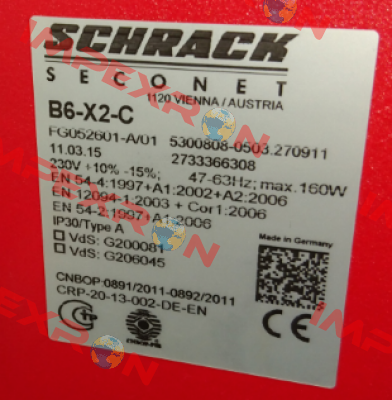 SCHRACK
SECONET
1120 VIENNA / AUSTRIA
B6-X2-C
FG052601-A/01 5300808-0503.270911
11.03.15 2733366308
230V +10% -15%; 47-63Hz; max.160W
EN 54-4:1997+A1:2002+A2:2006
EN 12094-1:2003 + Cor1:2006
EN 54-2:1997+A1:2006
IP30/Type A
VdS: G200081
VdS: G206045
Made in Germany
CNBOP-0891/2011-0892/2011
CRP-20-13-002-DE-EN
CE
IMPEXRON